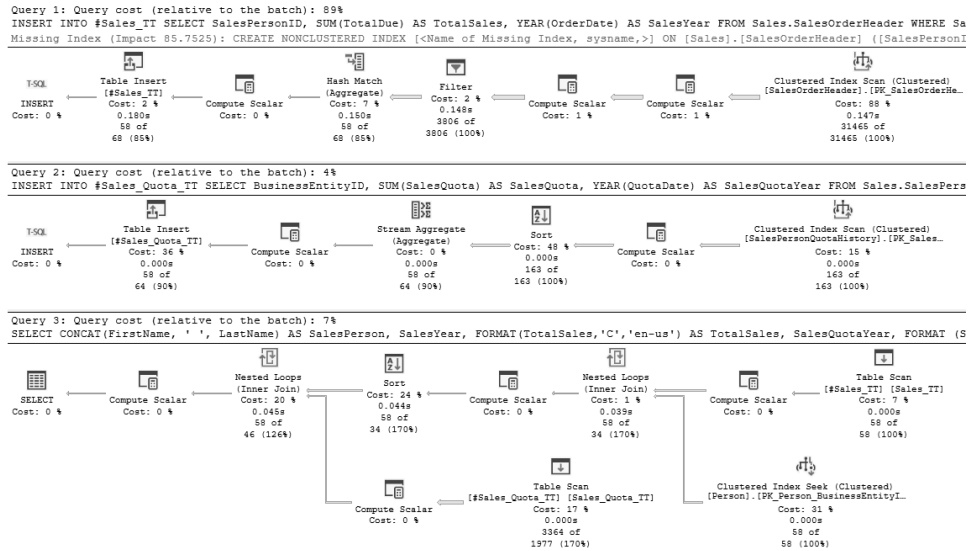 Query 1: Query cost (relative to the batch): 89%
INSERT INTO #Sales_TT SELECT SalesPersonID, SUM(TotalDue) AS TotalSales, YEAR(OrderDate) AS SalesYear FROM Sales.SalesOrderHeader WHERE Sa
Missing Index (Impact 85.7525): CREATE NONCLUSTERED INDEX [<Name of Missing Index, sysname,>] ON [Sales].[SalesOrderHeader] ([SalesPersonI
T-SQL
INSERT
Cost: 0 %
Table Insert
[#Sales_TT]
Cost: 2 %
0.180s
58 of
68 (85%)
Compute Scalar
Cost: 0 %
Hash Match
(Aggregate)
Cost: 7 %
0.150s
58 of
68 (85%)
Filter
Cost: 2 %
0.148s
3806 of
3806 (100%)
Compute Scalar
Cost: 1 %
Compute Scalar
Cost: 1 %
Clustered Index Scan (Clustered)
[SalesOrderHeader].[PK_SalesOrderHe…
Cost: 88 %
0.147s
31465 of
31465 (100%)
Query 2: Query cost (relative to the batch): 4%
INSERT INTO #Sales_Quota_TT SELECT BusinessEntityID, SUM(SalesQuota) AS SalesQuota, YEAR(QuotaDate) AS SalesQuotaYear FROM Sales.SalesPers
T-SQL
INSERT
Cost: 0 %
Table Insert
[#Sales_Quota_TT]
Cost: 36 %
0.000s
58 of
64 (90%)
Compute Scalar
Cost: 0 %
Stream Aggregate
(Aggregate)
Cost: 0 %
0.000s
58 of
64 (90%)
Sort
Cost: 48 %
0.000s
163 of
163 (100%)
Compute Scalar
Cost: 0 %
Clustered Index Scan (Clustered)
[SalesPersonQuotaHistory].[PK_Sales…
Cost: 15 %
0.000s
163 of
163 (100%)
Query 3: Query cost (relative to the batch): 7%
SELECT CONCAT(FirstName, ' ', LastName) AS SalesPerson, SalesYear, FORMAT(TotalSales,'C','en-us') AS TotalSales, SalesQuotaYear, FORMAT (S
SELECT
Cost: 0 %
Compute Scalar
Cost: 0 %
Nested Loops
(Inner Join)
Cost: 20 %
0.045s
58 of
46 (126%)
Sort
Cost: 24 %
0.044s
58 of
34 (170%)
Compute Scalar
Cost: 0 %
Nested Loops
(Inner Join)
Cost: 1 %
0.039s
58 of
34 (170%)
Compute Scalar
Cost: 0 %
Table Scan
[#Sales_TT] [Sales_TT]
Cost: 7 %
0.000s
58 of
58 (100%)
Compute Scalar
Cost: 0 %
Table Scan
[#Sales_Quota_TT] [Sales_Quota_TT]
Cost: 17 %
0.000s
3364 of
1977 (170%)
Clustered Index Seek (Clustered)
[Person].[PK_Person_BusinessEntityI…
Cost: 31 %
0.000s
58 of
58 (100%)